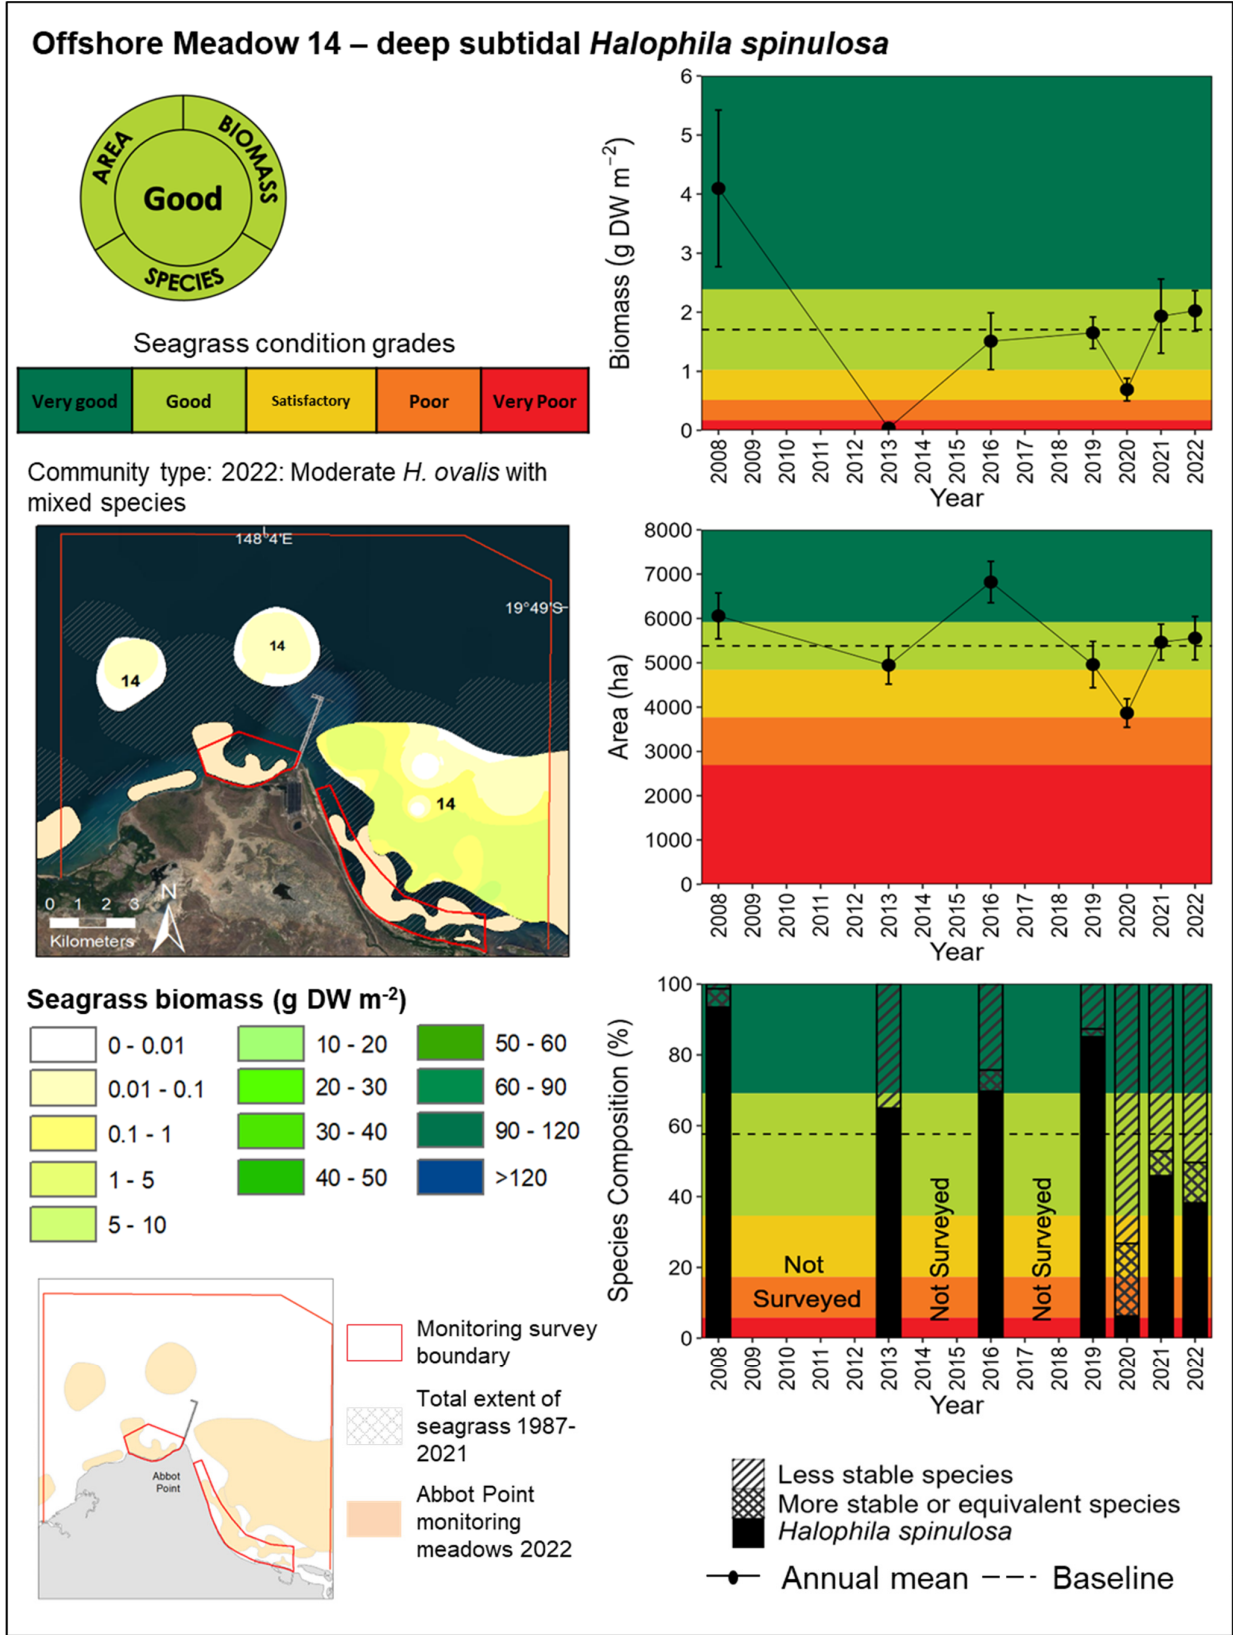 Offshore Meadow 14 – deep subtidal Halophila spinulosa
AREA
BIOMASS
Good
SPECIES
Seagrass condition grades
Very good
Good
Satisfactory
Poor
Very Poor
Community type: 2022: Moderate H. ovalis with
mixed species
148°4'E
19°49'S
14
14
14
N
0 1 2 3
Kilometers
Seagrass biomass (g DW m-2)
0 - 0.01
0.01 - 0.1
0.1 - 1
1 - 5
5 - 10
10 - 20
20 - 30
30 - 40
40 - 50
50 - 60
60 - 90
90 - 120
>120
Abbot
Point
Monitoring survey
boundary
Total extent of
seagrass 1987-
2021
Abbot Point
monitoring
meadows 2022
Biomass (g DW m−2)
6
5
4
3
2
1
0
2008 2009 2010 2011 2012 2013 2014 2015 2016 2017 2018 2019 2020 2021 2022
Year
Area (ha)
8000
7000
6000
5000
4000
3000
2000
1000
0
2008 2009 2010 2011 2012 2013 2014 2015 2016 2017 2018 2019 2020 2021 2022
Year
Species Composition (%)
100
80
60
40
20
0
Not
Surveyed
Not Surveyed
Not Surveyed
2008 2009 2010 2011 2012 2013 2014 2015 2016 2017 2018 2019 2020 2021 2022
Year
Less stable species
More stable or equivalent species
Halophila spinulosa
Annual mean
Baseline